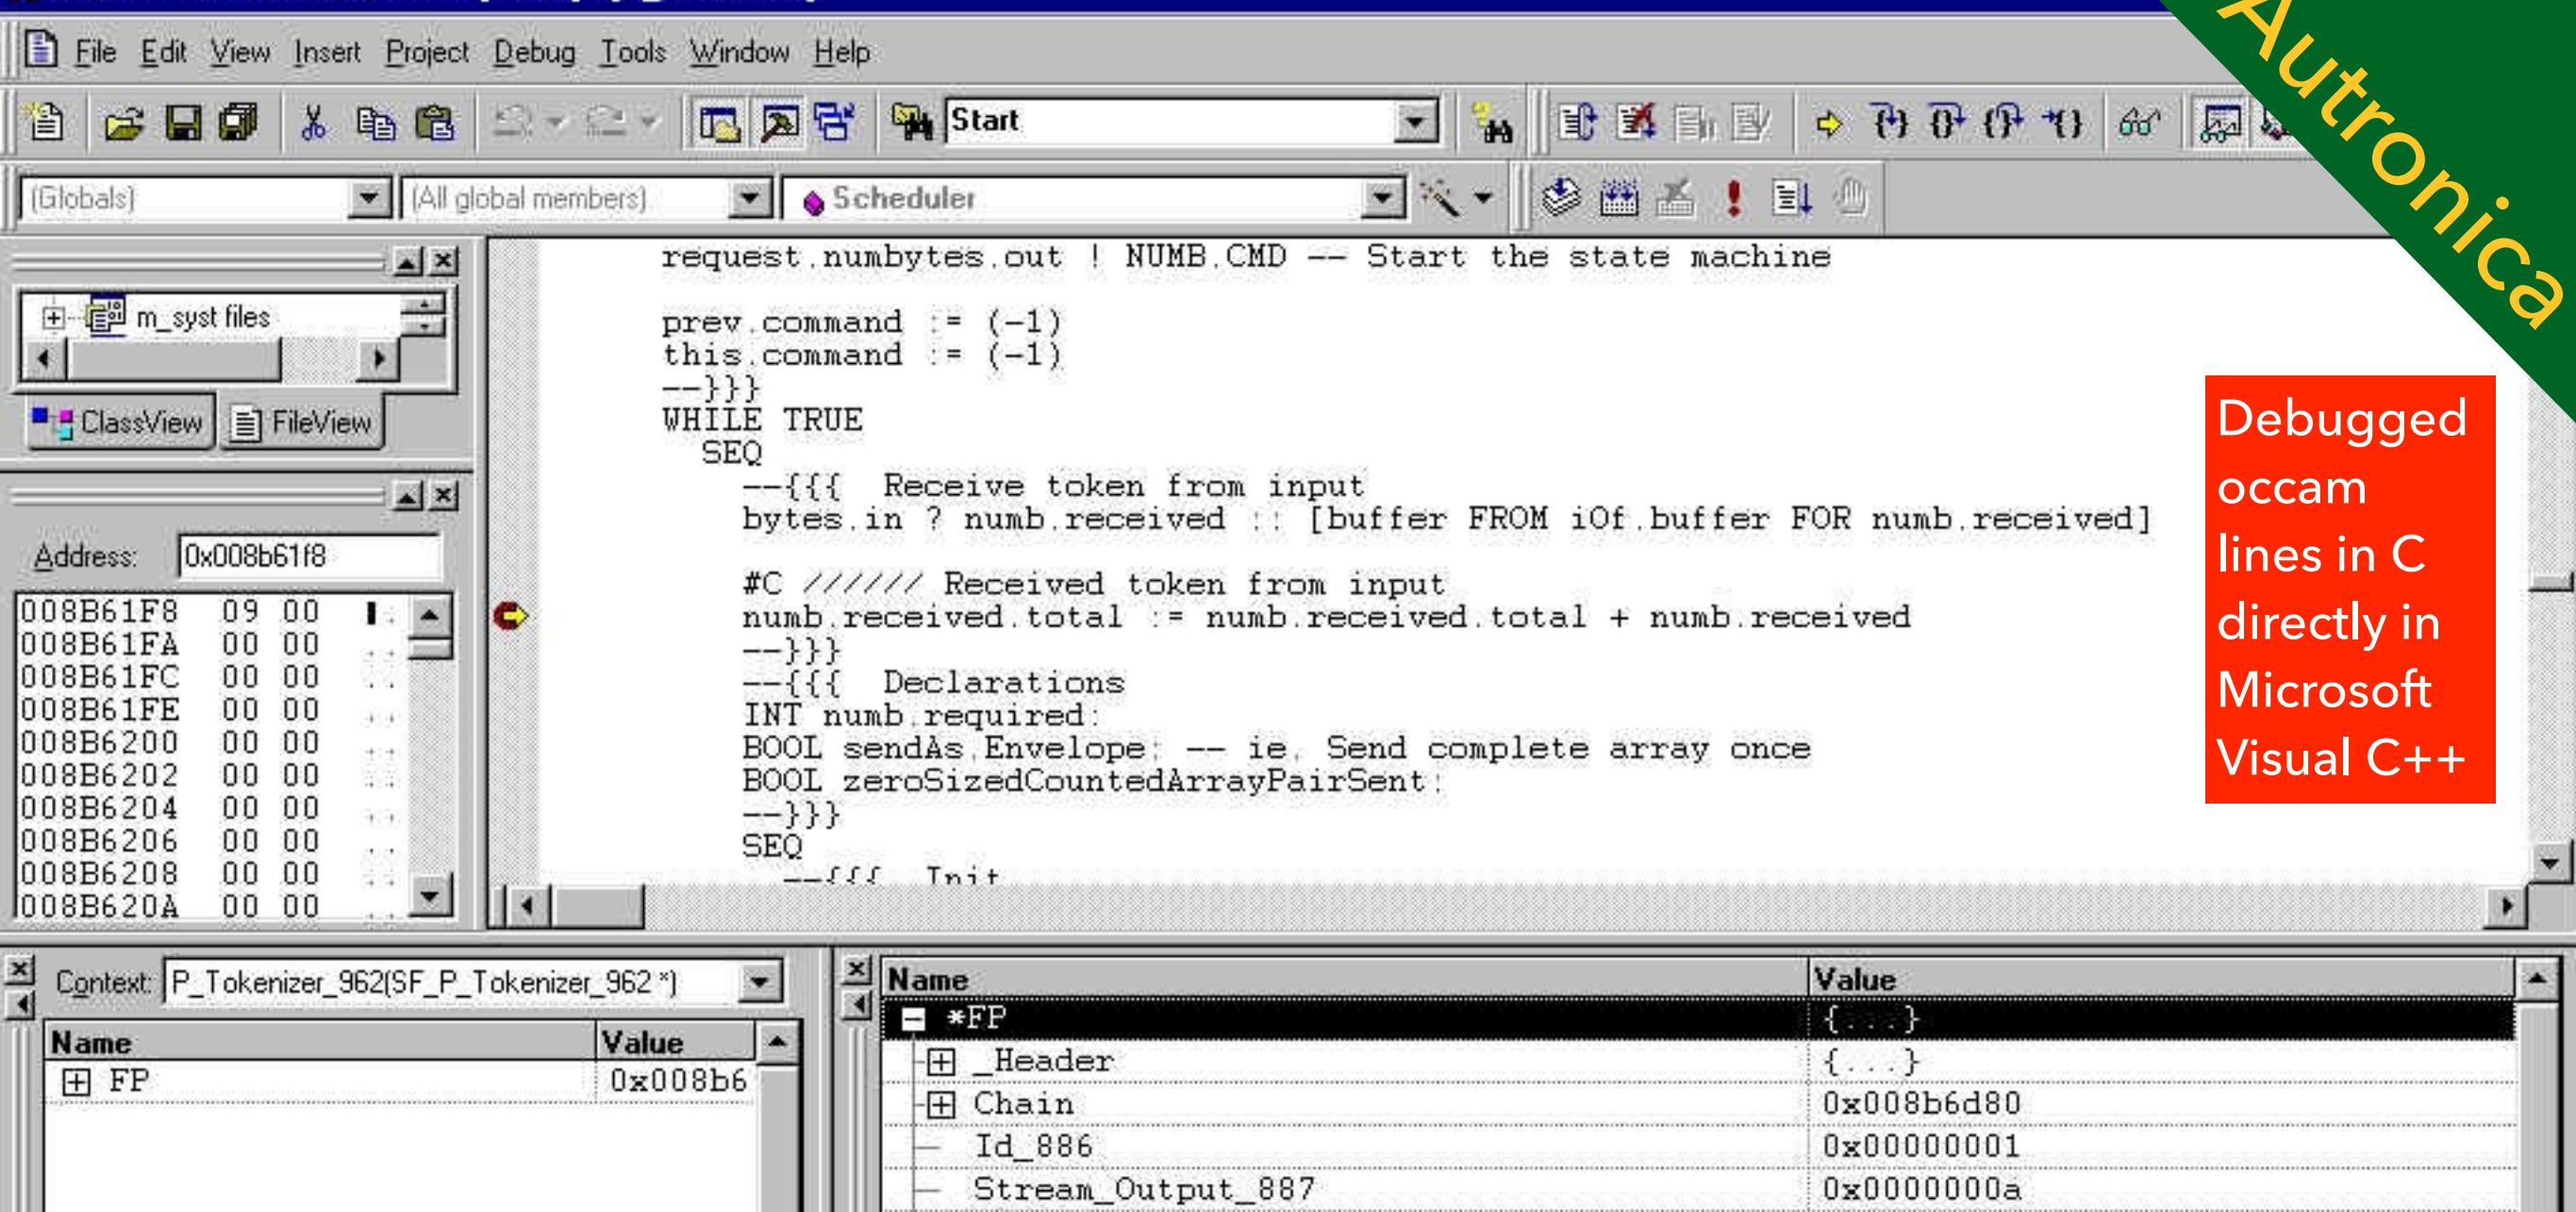 File Edit View Insert Project Debug Tools Window Help
Autronica
Start
(Globals)
(All global members)
Scheduler
m_syst files
ClassView
FileView
Address:
0x008b61f8
008B61F8 09 00
008B61FA 00 00
008B61FC 00 00
008B61FE 00 00
008B6200 00 00
008B6202 00 00
008B6204 00 00
008B6206 00 00
008B6208 00 00
008B620A 00 00
request.numbytes.out ! NUMB.CMD -- Start the state machine
prev.command := (-1)
this.command := (-1)
--}}}
WHILE TRUE
SEQ
--{{{ Receive token from input
bytes.in ? numb.received :: [buffer FROM iOf.buffer FOR numb.received]
#C ////// Received token from input
numb.received.total := numb.received.total + numb.received
--}}}
--{{{ Declarations
INT numb.required:
BOOL sendAs.Envelope: -- ie. Send complete array once
BOOL zeroSizedCountedArrayPairSent:
--}}}
SEQ
--{{{ Init
Debugged
occam
lines in C
directly in
Microsoft
Visual C++
Context: P_Tokenizer_962(SF_P_Tokenizer_962 *)
Name Value
FP 0x008b6
Name Value
*FP {...}
_Header {...}
Chain 0x008b6d80
Id_886 0x00000001
Stream_Output_887 0x0000000a